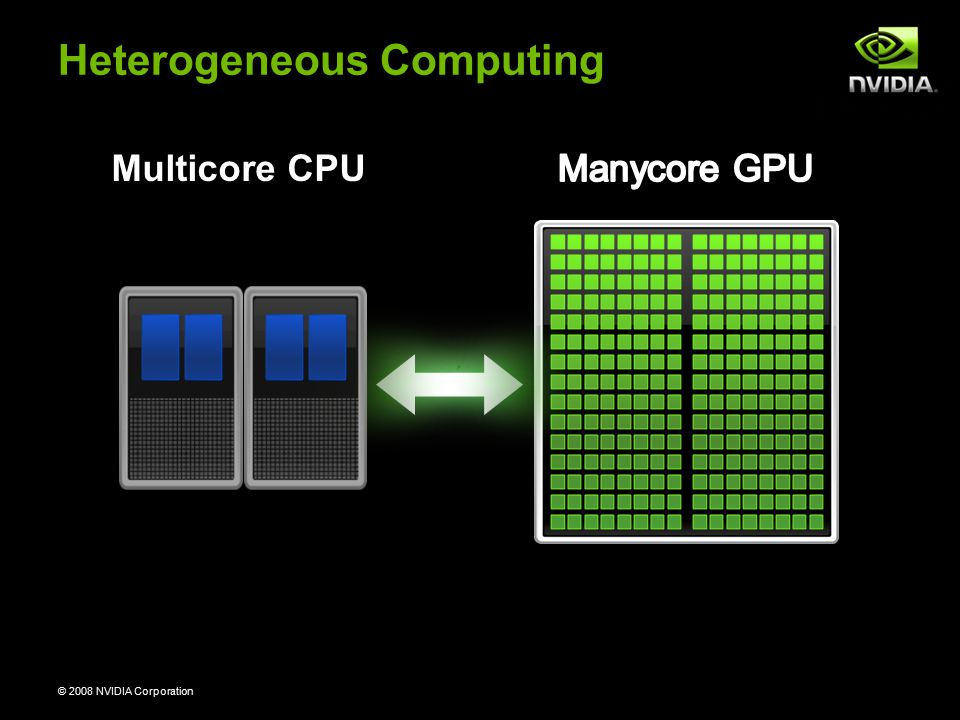 Heterogeneous Computing
NVIDIA.
Multicore CPU
Manycore GPU
© 2008 NVIDIA Corporation